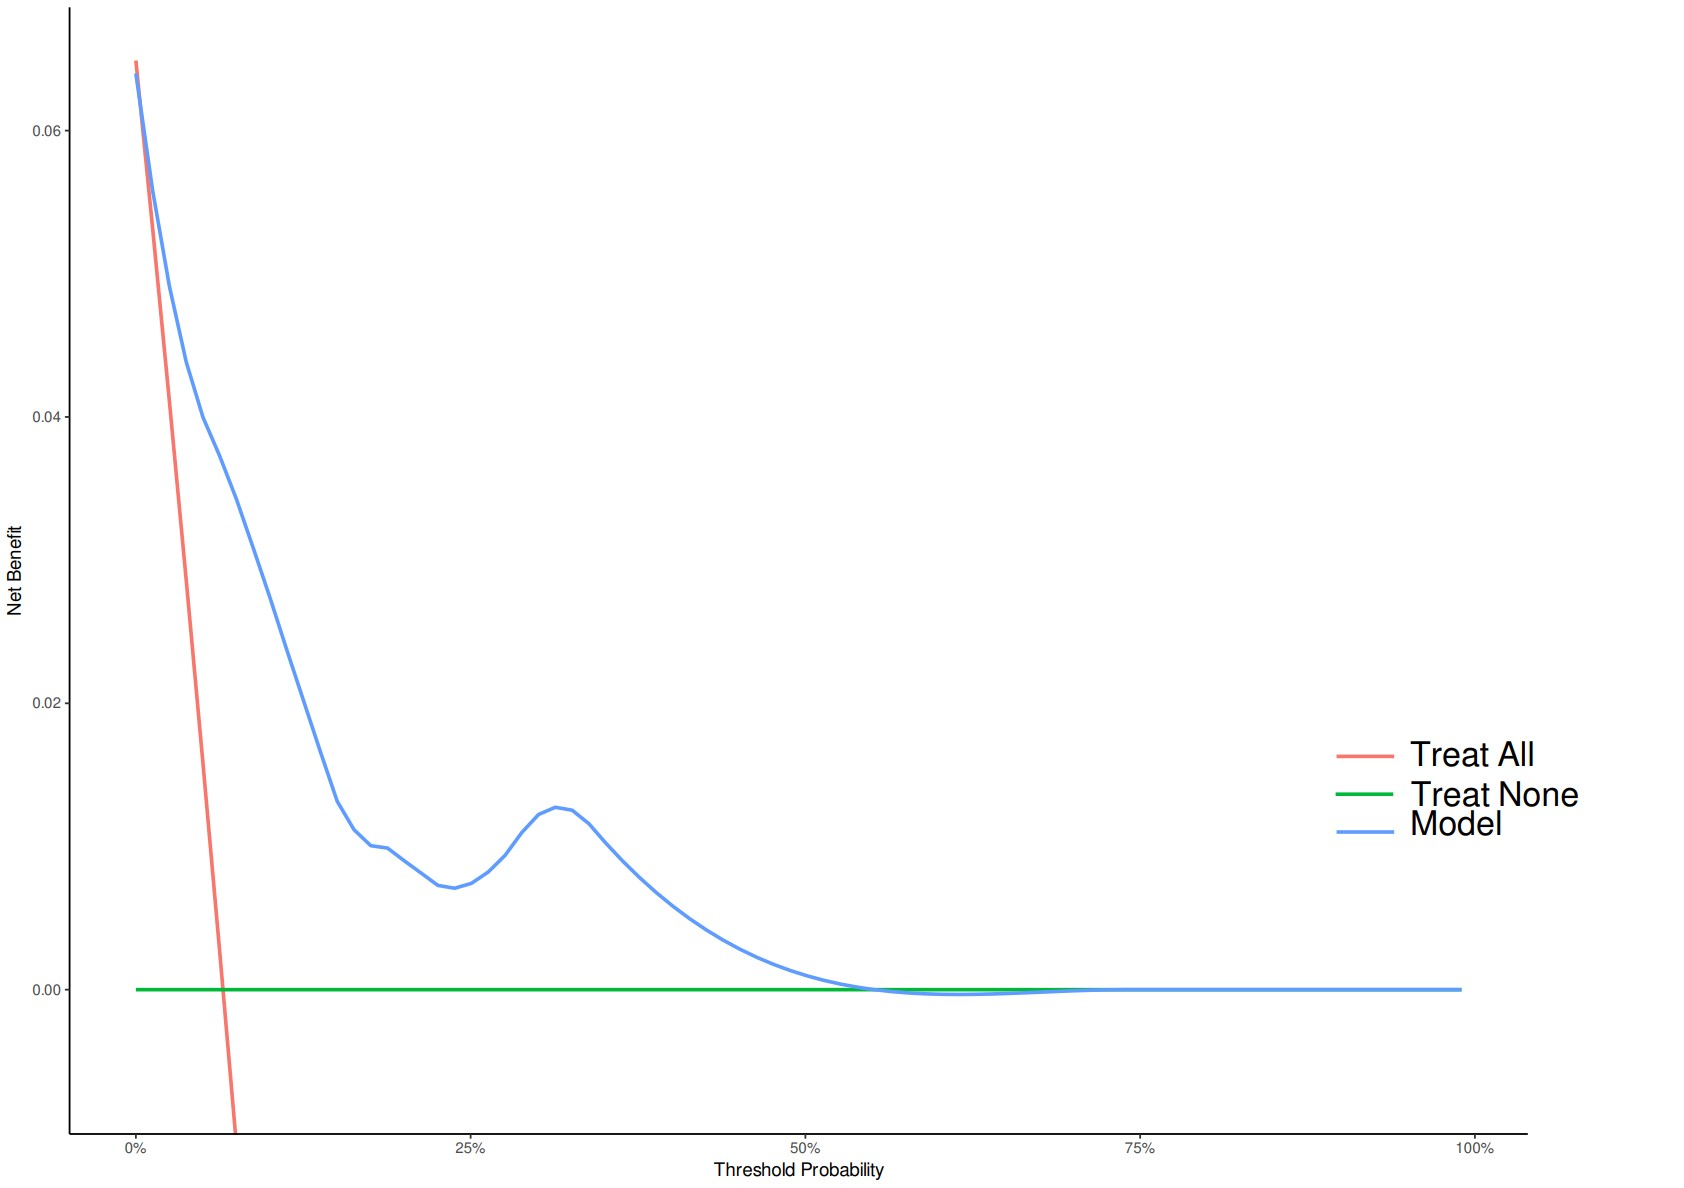 0.06
0.04
0.02
0.00
Net Benefit
0%
25%
50%
75%
100%
Threshold Probability
Treat All
Treat None
Model